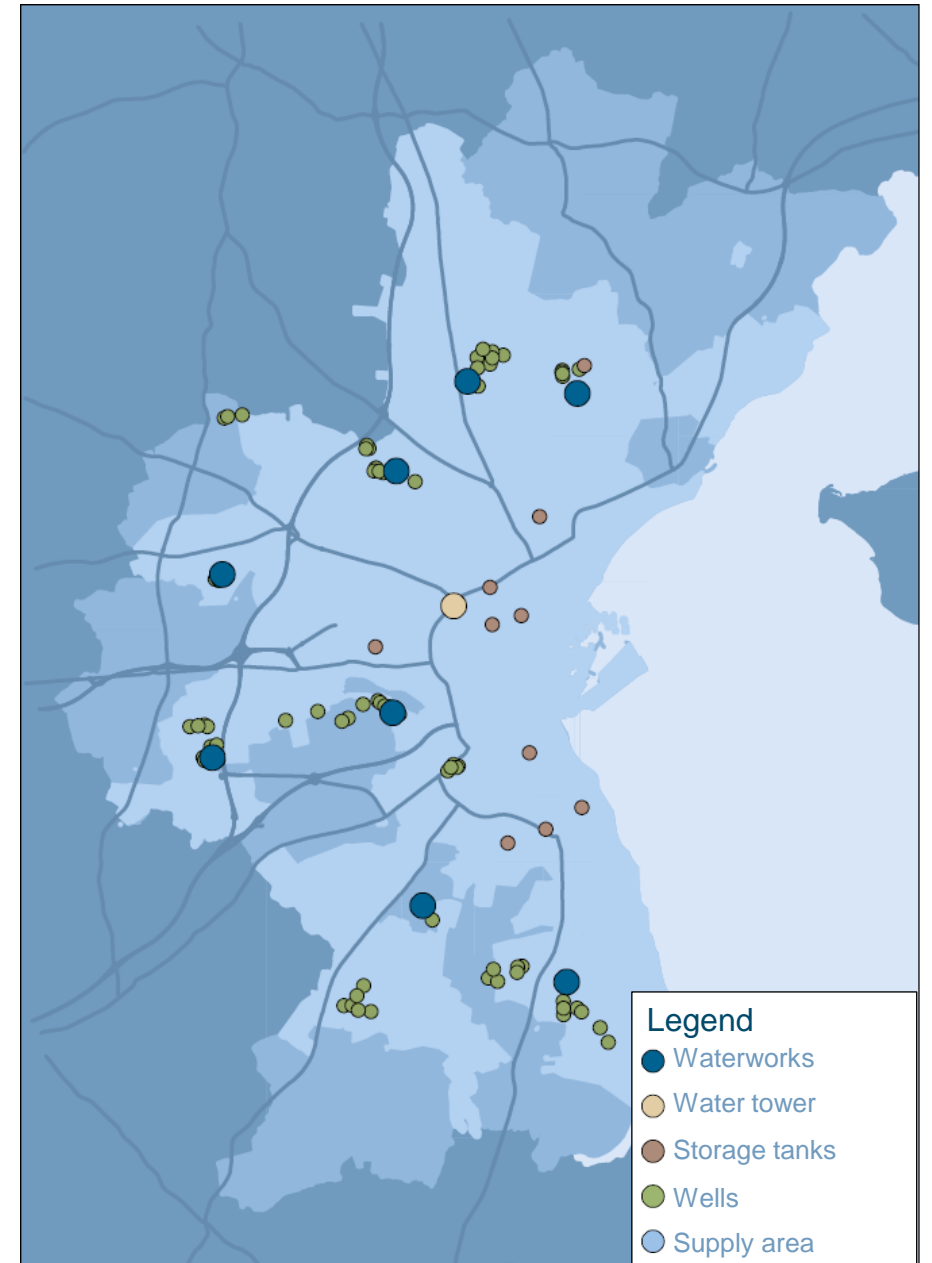 Legend
Waterworks
Water tower
Storage tanks
Wells
Supply area